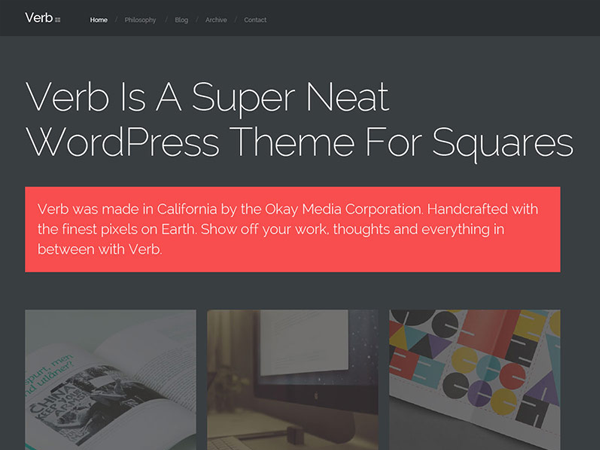 Verb
Home / Philosophy / Blog / Archive / Contact
Verb Is A Super Neat
WordPress Theme For Squares
Verb was made in California by the Okay Media Corporation. Handcrafted with
the finest pixels on Earth. Show off your work, thoughts and everything in
between with Verb.